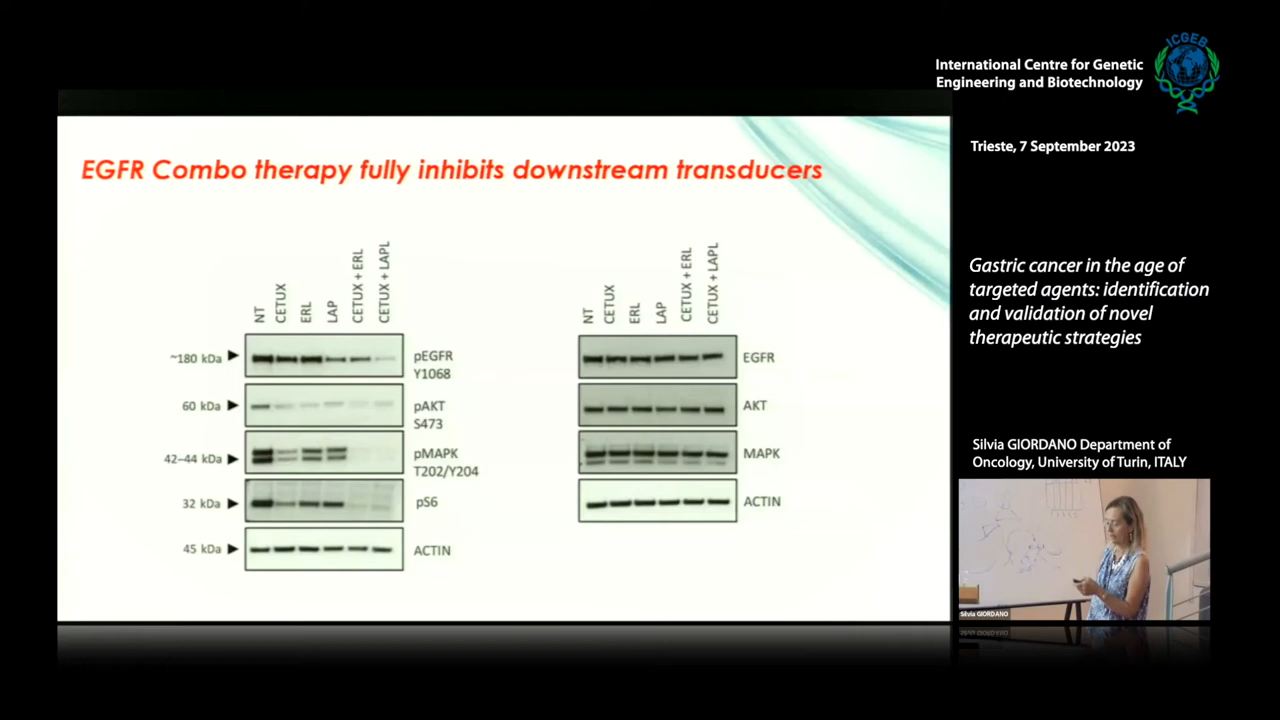 ICGEB
International Centre for Genetic
Engineering and Biotechnology
Trieste, 7 September 2023
EGFR Combo therapy fully inhibits downstream transducers
NT
CETUX
ERL
LAP
CETUX + ERL
CETUX + LAPL
~180 kDa
pEGFR
Y1068
60 kDa
pAKT
S473
42–44 kDa
pMAPK
T202/Y204
32 kDa
pS6
45 kDa
ACTIN
NT
CETUX
ERL
LAP
CETUX + ERL
CETUX + LAPL
EGFR
AKT
MAPK
ACTIN
Gastric cancer in the age of
targeted agents: identification
and validation of novel
therapeutic strategies
Silvia GIORDANO Department of
Oncology, University of Turin, ITALY
Silvia GIORDANO